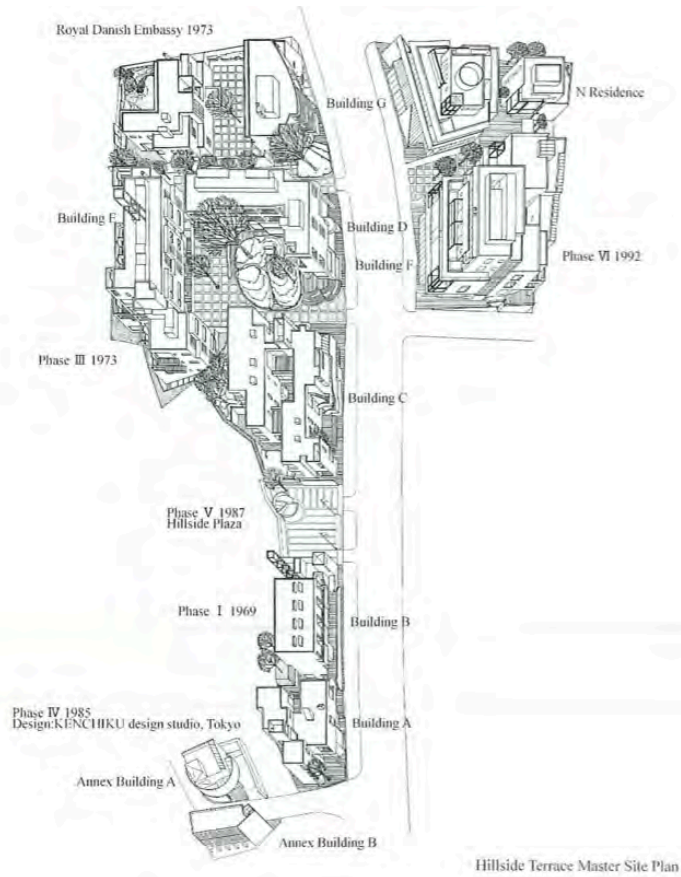 Royal Danish Embassy 1973
Building G
N Residence
Building E
Building D
Building F
Phase VI 1992
Phase III 1973
Building C
Phase V 1987
Hillside Plaza
Phase I 1969
Building B
Phase IV 1985
Design:KENCHIKU design studio, Tokyo
Building A
Annex Building A
Annex Building B
Hillside Terrace Master Site Plan